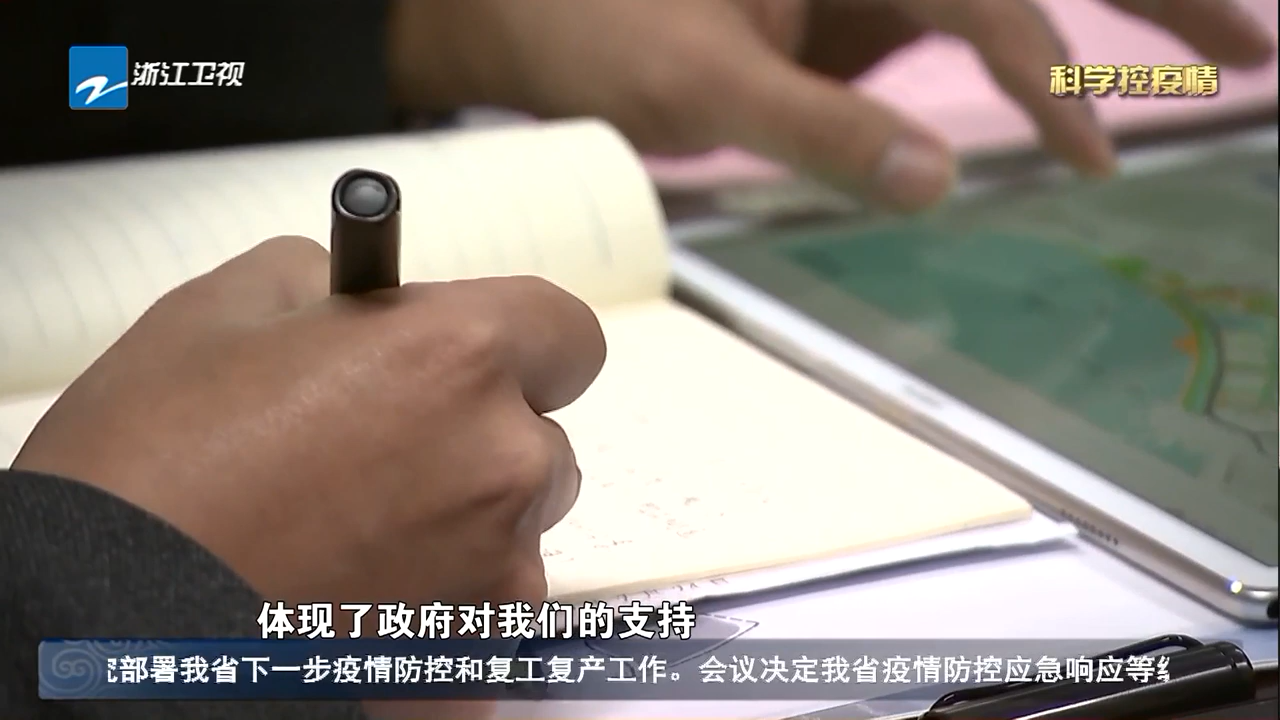 浙江卫视
科学控疫情
体现了政府对我们的支持
部署我省下一步疫情防控和复工复产工作。会议决定我省疫情防控应急响应等